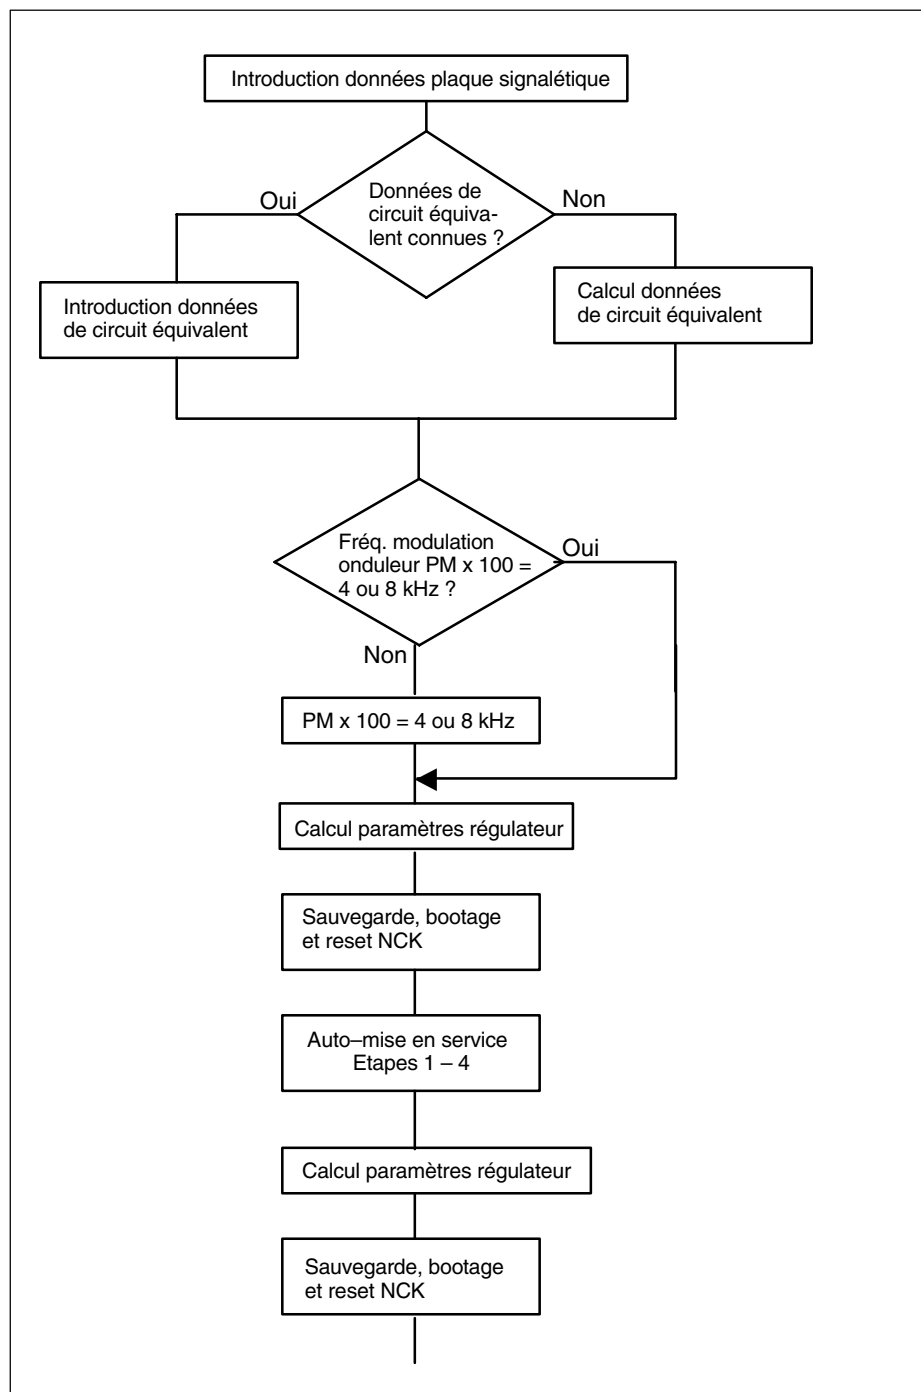 Introduction données plaque signalétique
Oui
Données de
circuit équiva-
lent connues ?
Non
Introduction données
de circuit équivalent
Calcul données
de circuit équivalent
Fréq. modulation
onduleur PM x 100 =
4 ou 8 kHz ?
Oui
Non
PM x 100 = 4 ou 8 kHz
Calcul paramètres régulateur
Sauvegarde, bootage
et reset NCK
Auto–mise en service
Etapes 1 – 4
Calcul paramètres régulateur
Sauvegarde, bootage
et reset NCK